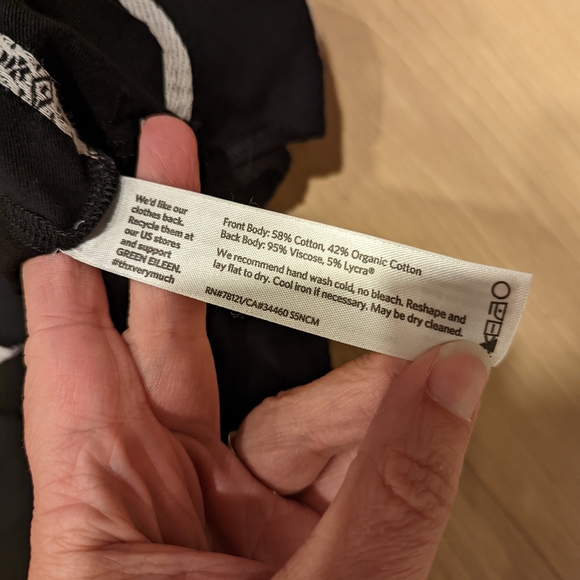 We'd like our
clothes back.
Recycle them at
our US stores
and support
GREEN EILEEN.
#thxverymuch
Front Body: 58% Cotton, 42% Organic Cotton
Back Body: 95% Viscose, 5% Lycra®
We recommend hand wash cold, no bleach. Reshape and
lay flat to dry. Cool iron if necessary. May be dry cleaned.
RN#78121/CA#34460 S5NCM